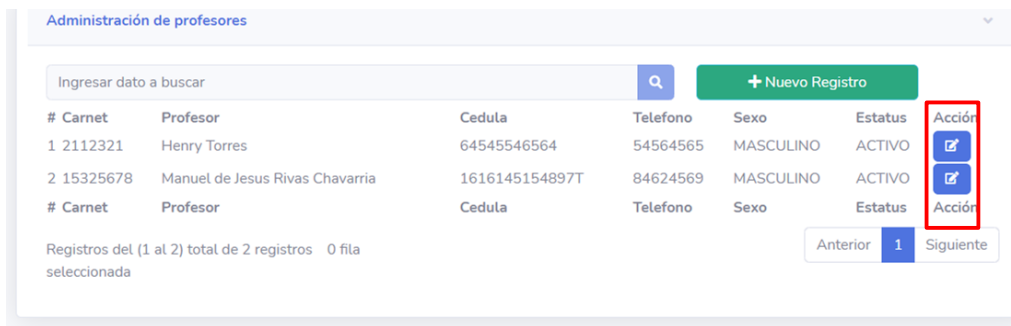 Administración de profesores
Ingresar dato a buscar
+ Nuevo Registro
# Carnet Profesor Cedula Telefono Sexo Estatus Acción
1 2112321 Henry Torres 64545546564 54564565 MASCULINO ACTIVO
2 15325678 Manuel de Jesus Rivas Chavarria 1616145154897T 84624569 MASCULINO ACTIVO
# Carnet Profesor Cedula Telefono Sexo Estatus Acción
Registros del (1 al 2) total de 2 registros 0 fila
seleccionada
Anterior 1 Siguiente